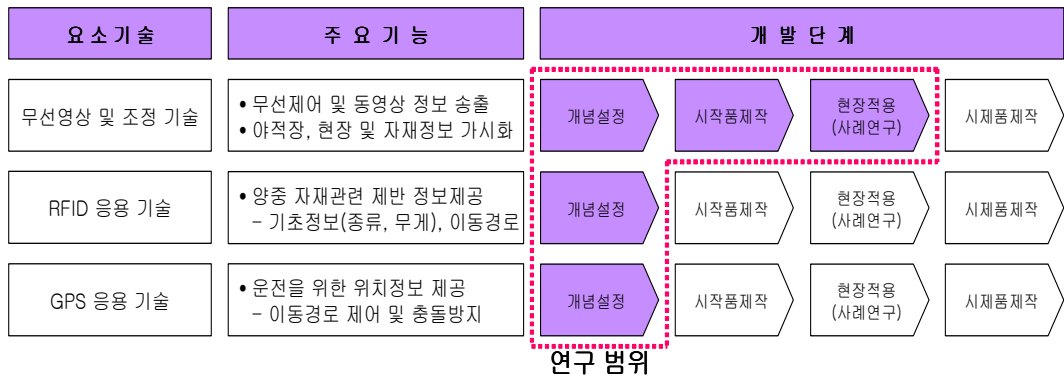 요소기술
주 요 기 능
개 발 단 계
무선영상 및 조정 기술
• 무선제어 및 동영상 정보 송출
• 야적장, 현장 및 자재정보 가시화
개념설정
시작품제작
현장적용
(사례연구)
시제품제작
RFID 응용 기술
• 양중 자재관련 제반 정보제공
– 기초정보(종류, 무게), 이동경로
개념설정
시작품제작
현장적용
(사례연구)
시제품제작
GPS 응용 기술
• 운전을 위한 위치정보 제공
– 이동경로 제어 및 충돌방지
개념설정
시작품제작
현장적용
(사례연구)
시제품제작
연구 범위